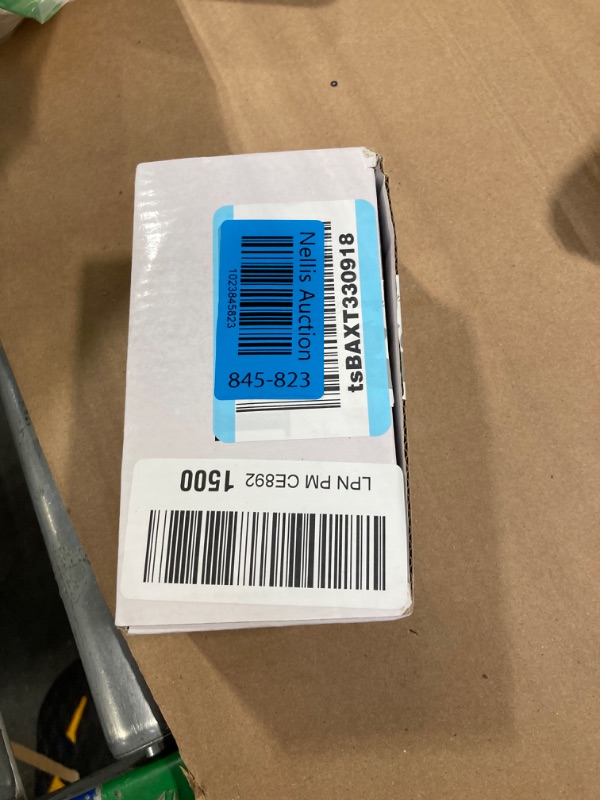 Nellis Auction
1023845823
845-823
tsBAXT330918
LPN PM CE892 1500